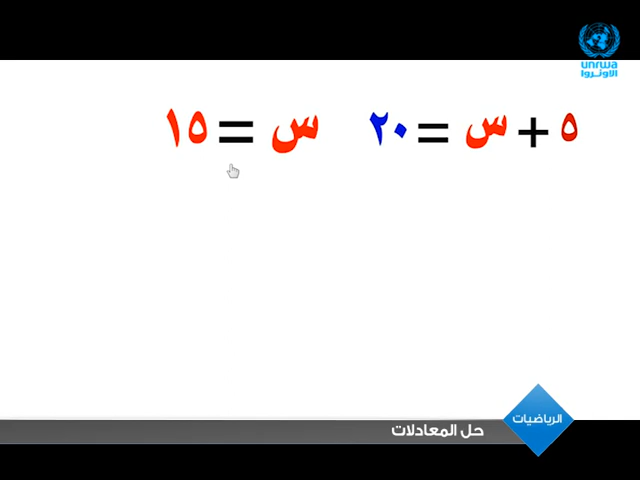 unrwa
الأونروا
٥ + س = ٢٠   س = ١٥
الرياضيات
حل المعادلات